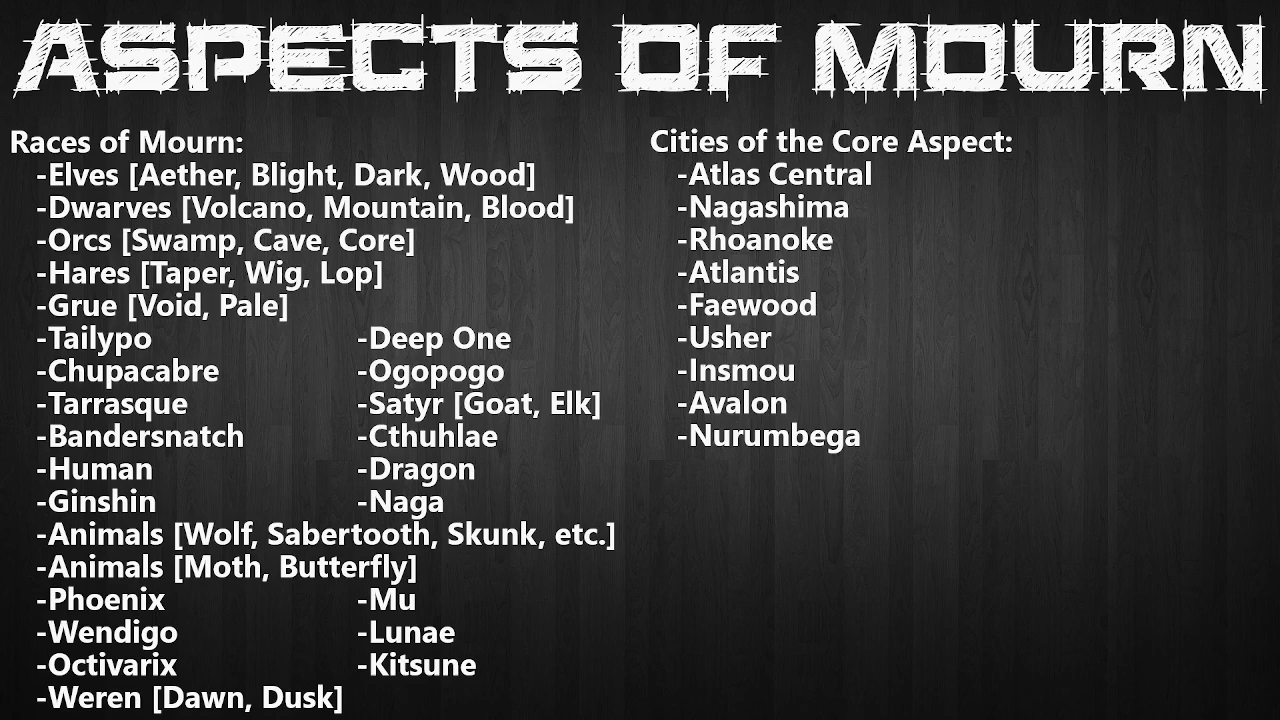 ASPECTS OF MOURN
Races of Mourn:
-Elves [Aether, Blight, Dark, Wood]
-Dwarves [Volcano, Mountain, Blood]
-Orcs [Swamp, Cave, Core]
-Hares [Taper, Wig, Lop]
-Grue [Void, Pale]
-Tailypo -Deep One
-Chupacabre -Ogopogo
-Tarrasque -Satyr [Goat, Elk]
-Bandersnatch -Cthuhlae
-Human -Dragon
-Ginshin -Naga
-Animals [Wolf, Sabertooth, Skunk, etc.]
-Animals [Moth, Butterfly]
-Phoenix -Mu
-Wendigo -Lunae
-Octivarix -Kitsune
-Weren [Dawn, Dusk]
Cities of the Core Aspect:
-Atlas Central
-Nagashima
-Rhoanoke
-Atlantis
-Faewood
-Usher
-Insmou
-Avalon
-Nurumbega